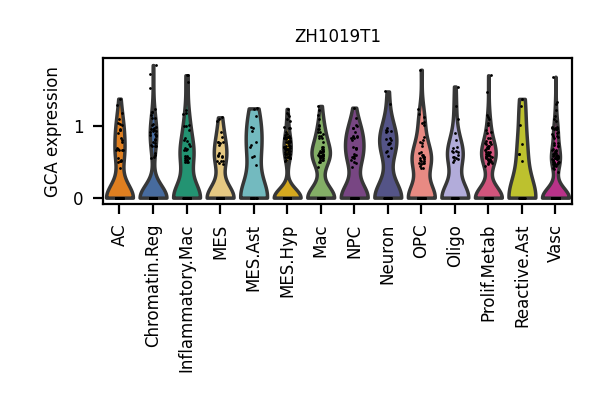 ZH1019T1
GCA expression
1
0
AC
Chromatin.Reg
Inflammatory.Mac
MES
MES.Ast
MES.Hyp
Mac
NPC
Neuron
OPC
Oligo
Prolif.Metab
Reactive.Ast
Vasc